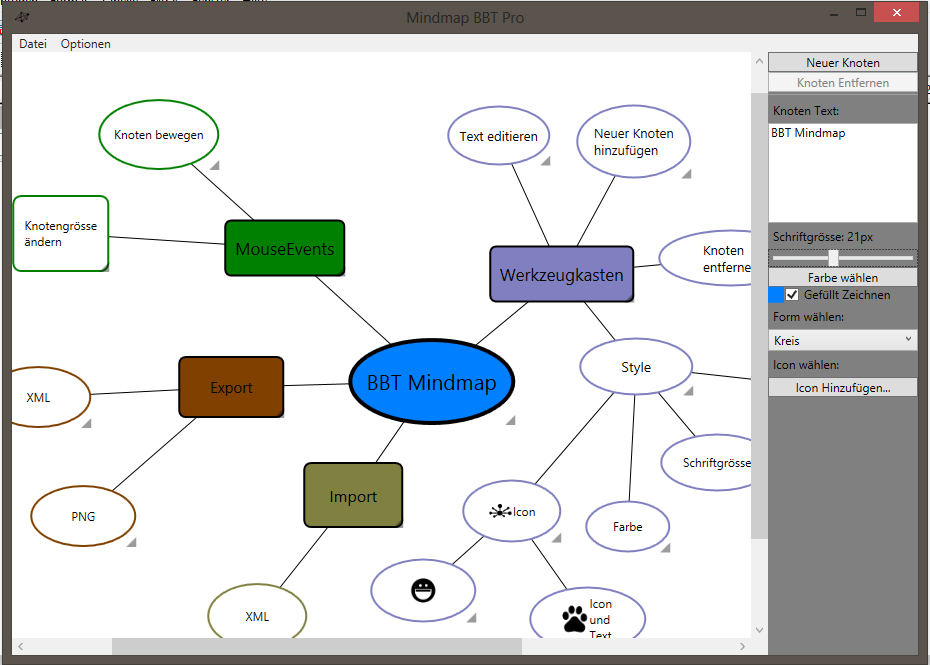 Mindmap BBT Pro
Datei Optionen
Neuer Knoten
Knoten Entfernen
Knoten Text:
BBT Mindmap
Schriftgrösse: 21px
Farbe wählen
Gefüllt Zeichnen
Form wählen:
Kreis
Icon wählen:
Icon Hinzufügen...
Knoten bewegen
Text editieren
Neuer Knoten
hinzufügen
Knotengrösse
ändern
MouseEvents
Werkzeugkasten
Knoten
entferne
BBT Mindmap
Style
Export
XML
Schriftgrösse
Import
Icon
PNG
Farbe
XML
Icon
und
Text